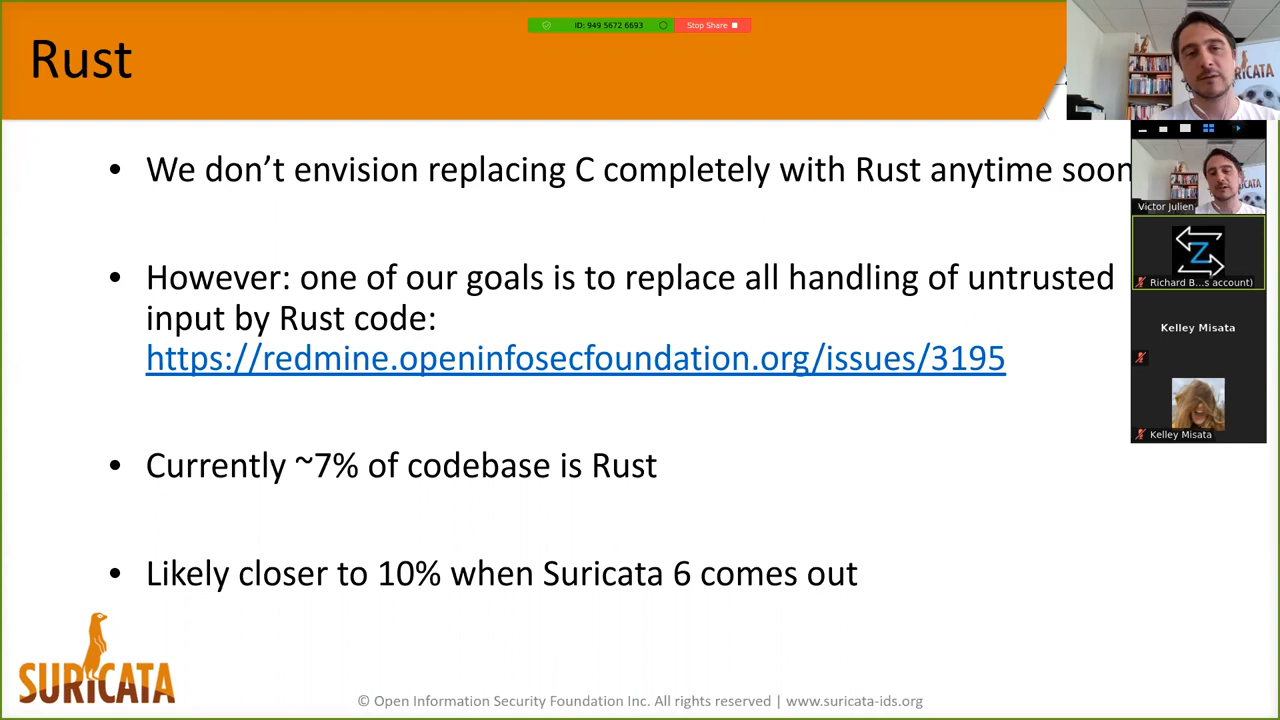 Rust
ID: 949 5672 6693
Stop Share
• We don’t envision replacing C completely with Rust anytime soon
• However: one of our goals is to replace all handling of untrusted
input by Rust code:
https://redmine.openinfosecfoundation.org/issues/3195
• Currently ~7% of codebase is Rust
• Likely closer to 10% when Suricata 6 comes out
SURICATA
© Open Information Security Foundation Inc. All rights reserved | www.suricata-ids.org
RICATA
Victor Julien
Z
Richard B...s account)
Kelley Misata
Kelley Misata